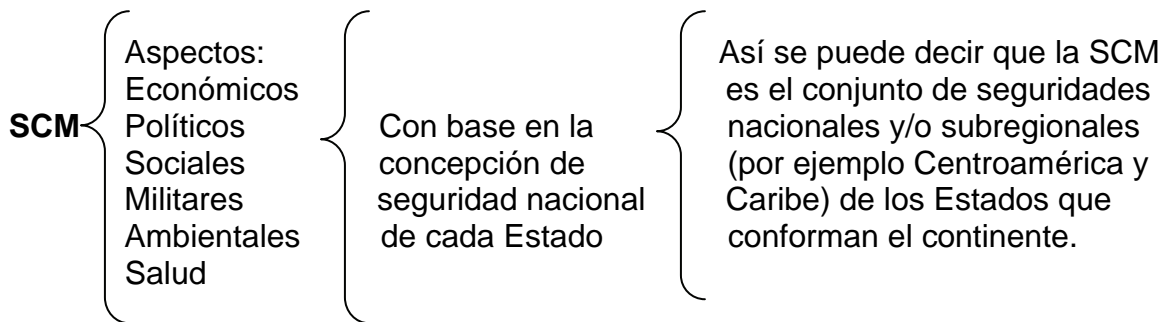 SCM
Aspectos:
Económicos
Políticos
Sociales
Militares
Ambientales
Salud
Con base en la
concepción de
seguridad nacional
de cada Estado
Así se puede decir que la SCM
es el conjunto de seguridades
nacionales y/o subregionales
(por ejemplo Centroamérica y
Caribe) de los Estados que
conforman el continente.